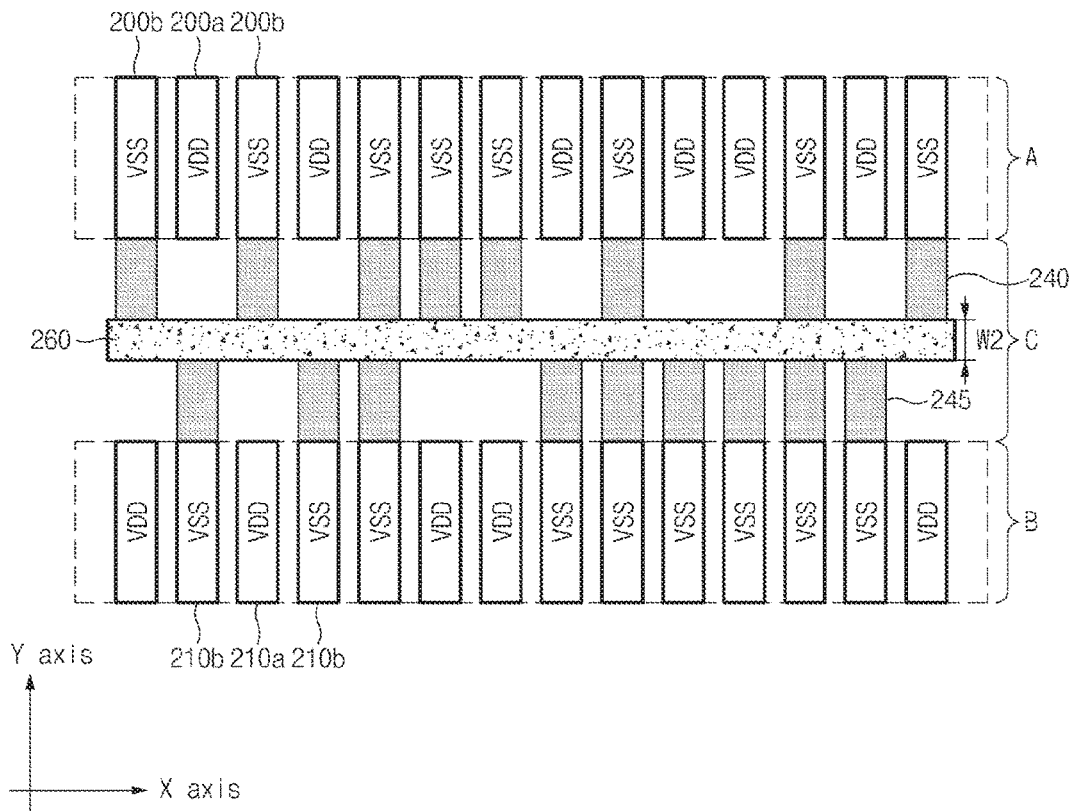 200b 200a 200b
VSS VDD VSS VDD VSS VSS VSS VDD VSS VDD VDD VSS VDD VSS
A
240
260
W2
C
245
VDD VSS VDD VSS VSS VDD VDD VSS VSS VSS VSS VSS VSS VDD
B
210b 210a 210b
Y axis
X axis